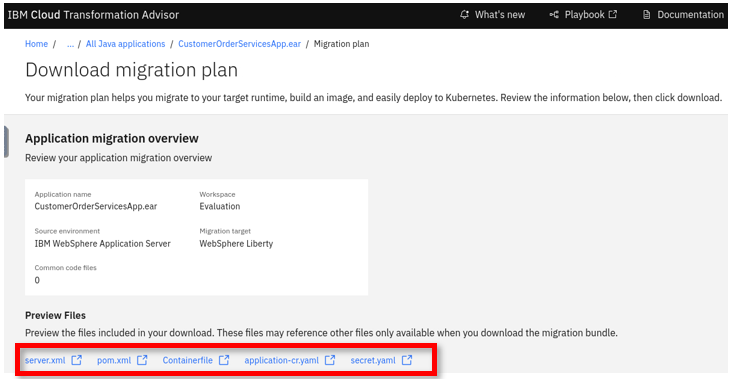 IBM Cloud Transformation Advisor What's new Playbook Documentation
Home / ... / All Java applications / CustomerOrderServicesApp.ear / Migration plan
Download migration plan
Your migration plan helps you migrate to your target runtime, build an image, and easily deploy to Kubernetes. Review the information below, then click download.
Application migration overview
Review your application migration overview
Application name Workspace
CustomerOrderServicesApp.ear Evaluation
Source environment Migration target
IBM WebSphere Application Server WebSphere Liberty
Common code files
0
Preview Files
Preview the files included in your download. These files may reference other files only available when you download the migration bundle.
server.xml pom.xml Containerfile application-cr.yaml secret.yaml